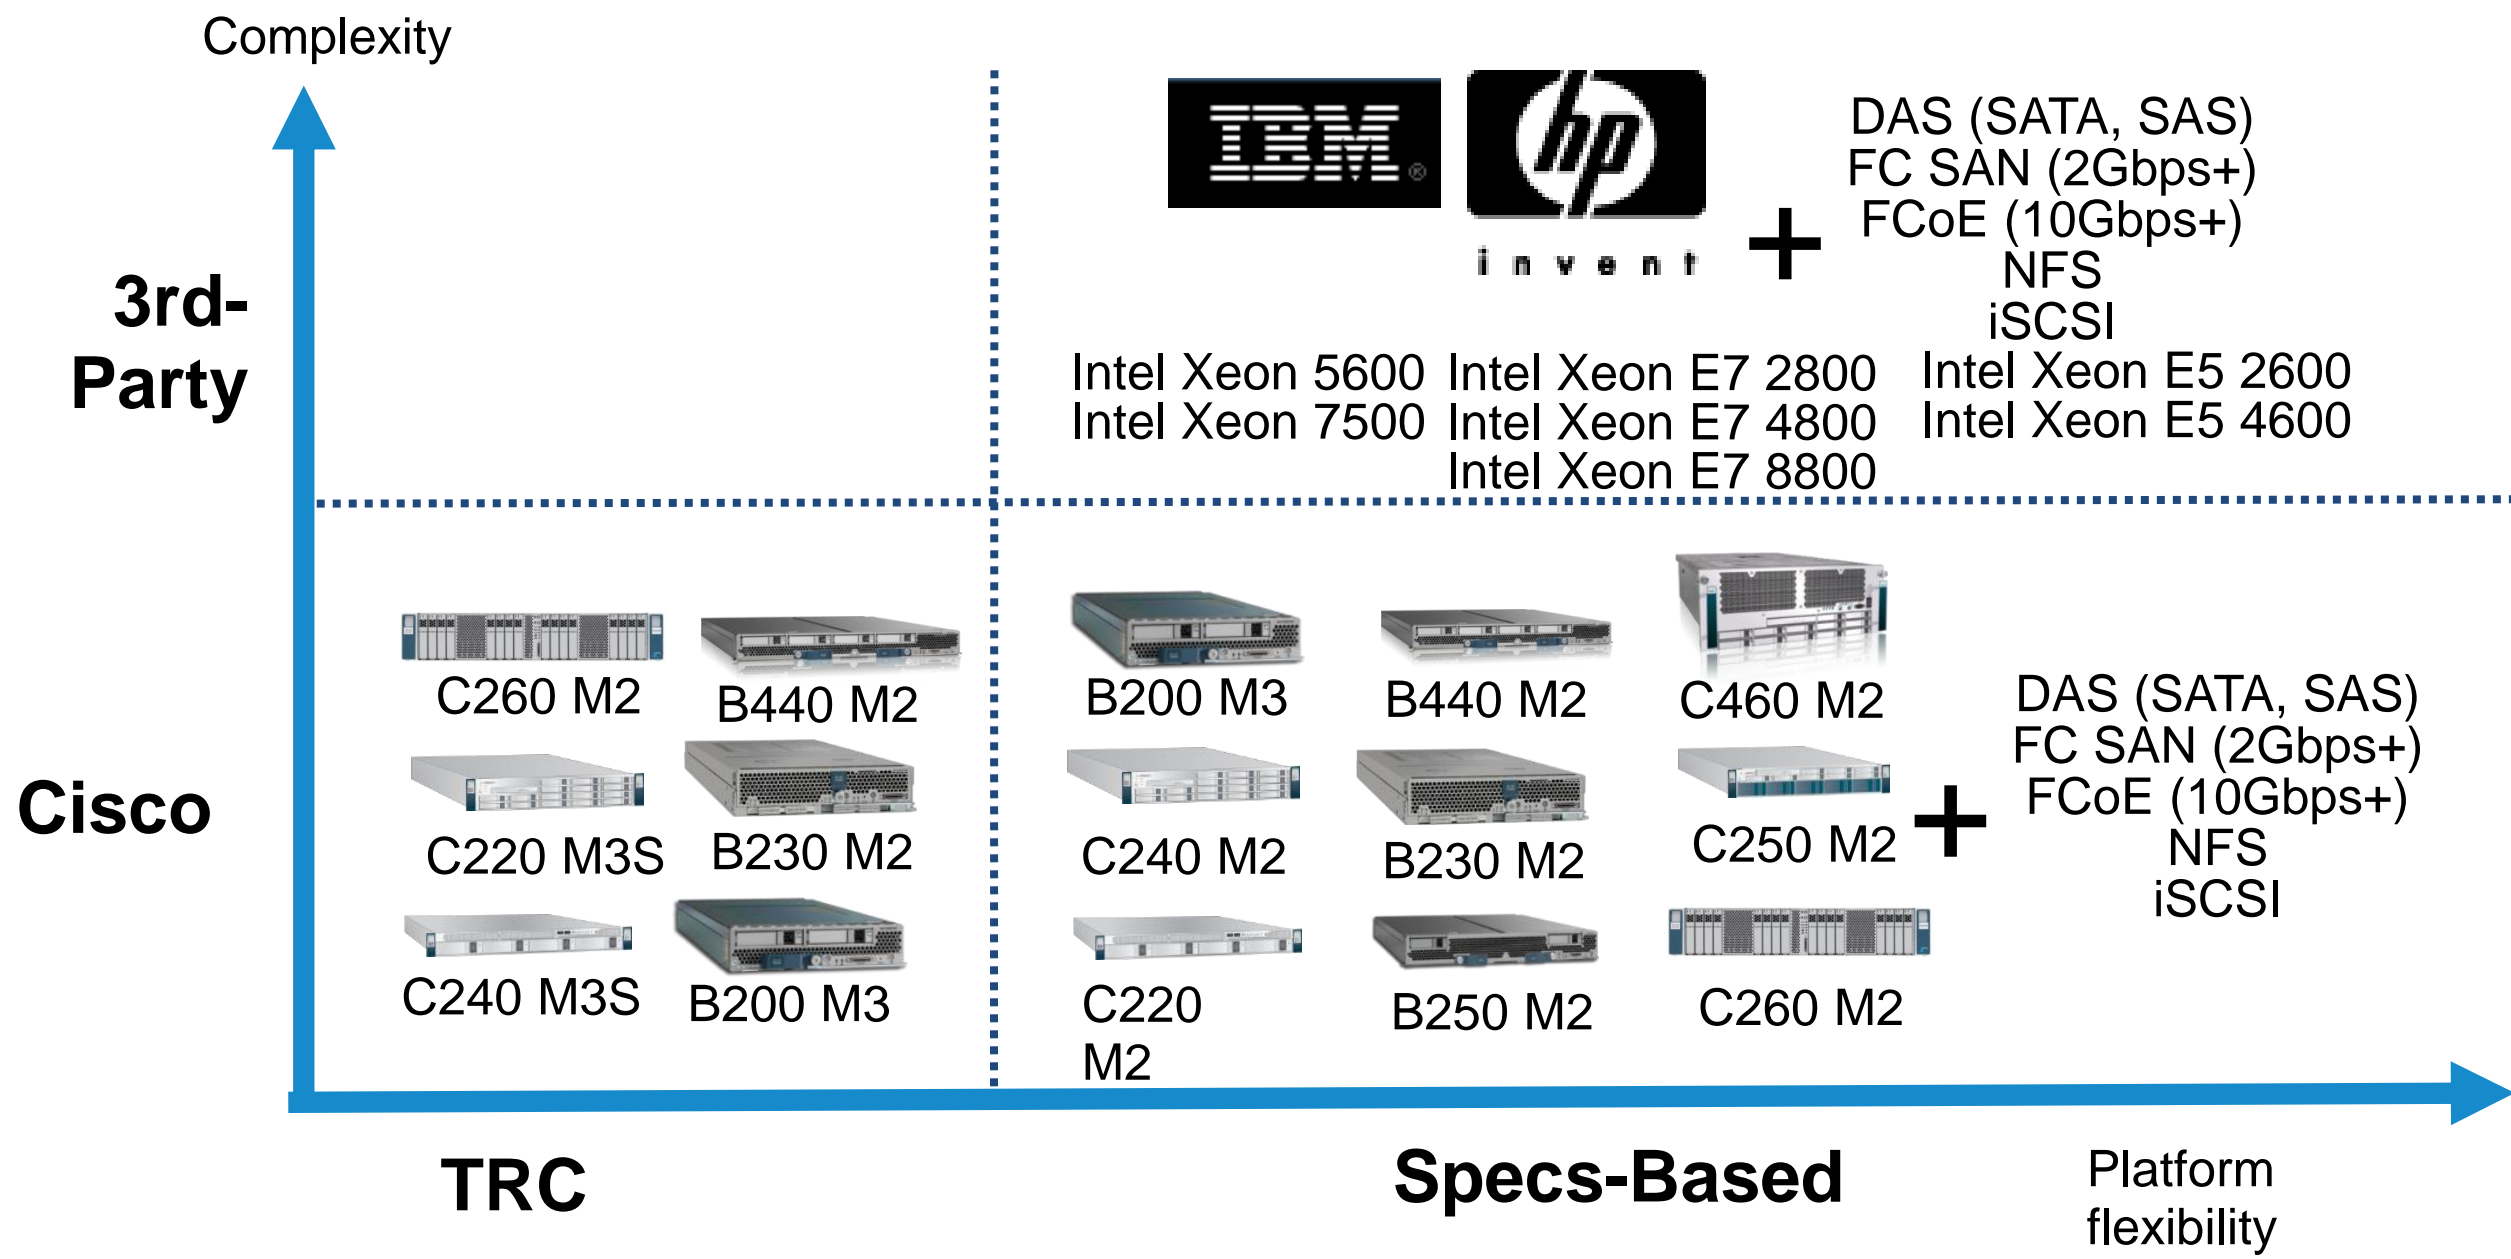 Complexity
IBM®
hp
invent
+
DAS (SATA, SAS)
FC SAN (2Gbps+)
FCoE (10Gbps+)
NFS
iSCSI
3rd-
Party
Intel Xeon 5600
Intel Xeon 7500
Intel Xeon E7 2800
Intel Xeon E7 4800
Intel Xeon E7 8800
Intel Xeon E5 2600
Intel Xeon E5 4600
Cisco
C260 M2
B440 M2
C220 M3S
B230 M2
C240 M3S
B200 M3
B200 M3
B440 M2
C460 M2
C240 M2
B230 M2
C250 M2
C220
M2
B250 M2
C260 M2
+
DAS (SATA, SAS)
FC SAN (2Gbps+)
FCoE (10Gbps+)
NFS
iSCSI
TRC
Specs-Based
Platform
flexibility